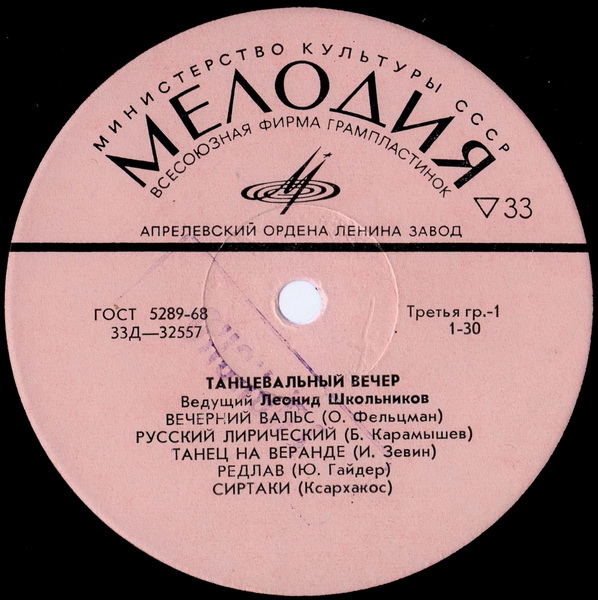 МИНИСТЕРСТВО КУЛЬТУРЫ СССР
МЕЛОДИЯ
ВСЕСОЮЗНАЯ ФИРМА ГРАМПЛАСТИНОК
▽33
АПРЕЛЕВСКИЙ ОРДЕНА ЛЕНИНА ЗАВОД
ГОСТ 5289-68 Третья гр.-1
33Д—32557 1-30
ТАНЦЕВАЛЬНЫЙ ВЕЧЕР
Ведущий Леонид Школьников
ВЕЧЕРНИЙ ВАЛЬС (О. Фельцман)
РУССКИЙ ЛИРИЧЕСКИЙ (Б. Карамышев)
ТАНЕЦ НА ВЕРАНДЕ (И. Зевин)
РЕДЛАВ (Ю. Гайдер)
СИРТАКИ (Ксархакос)